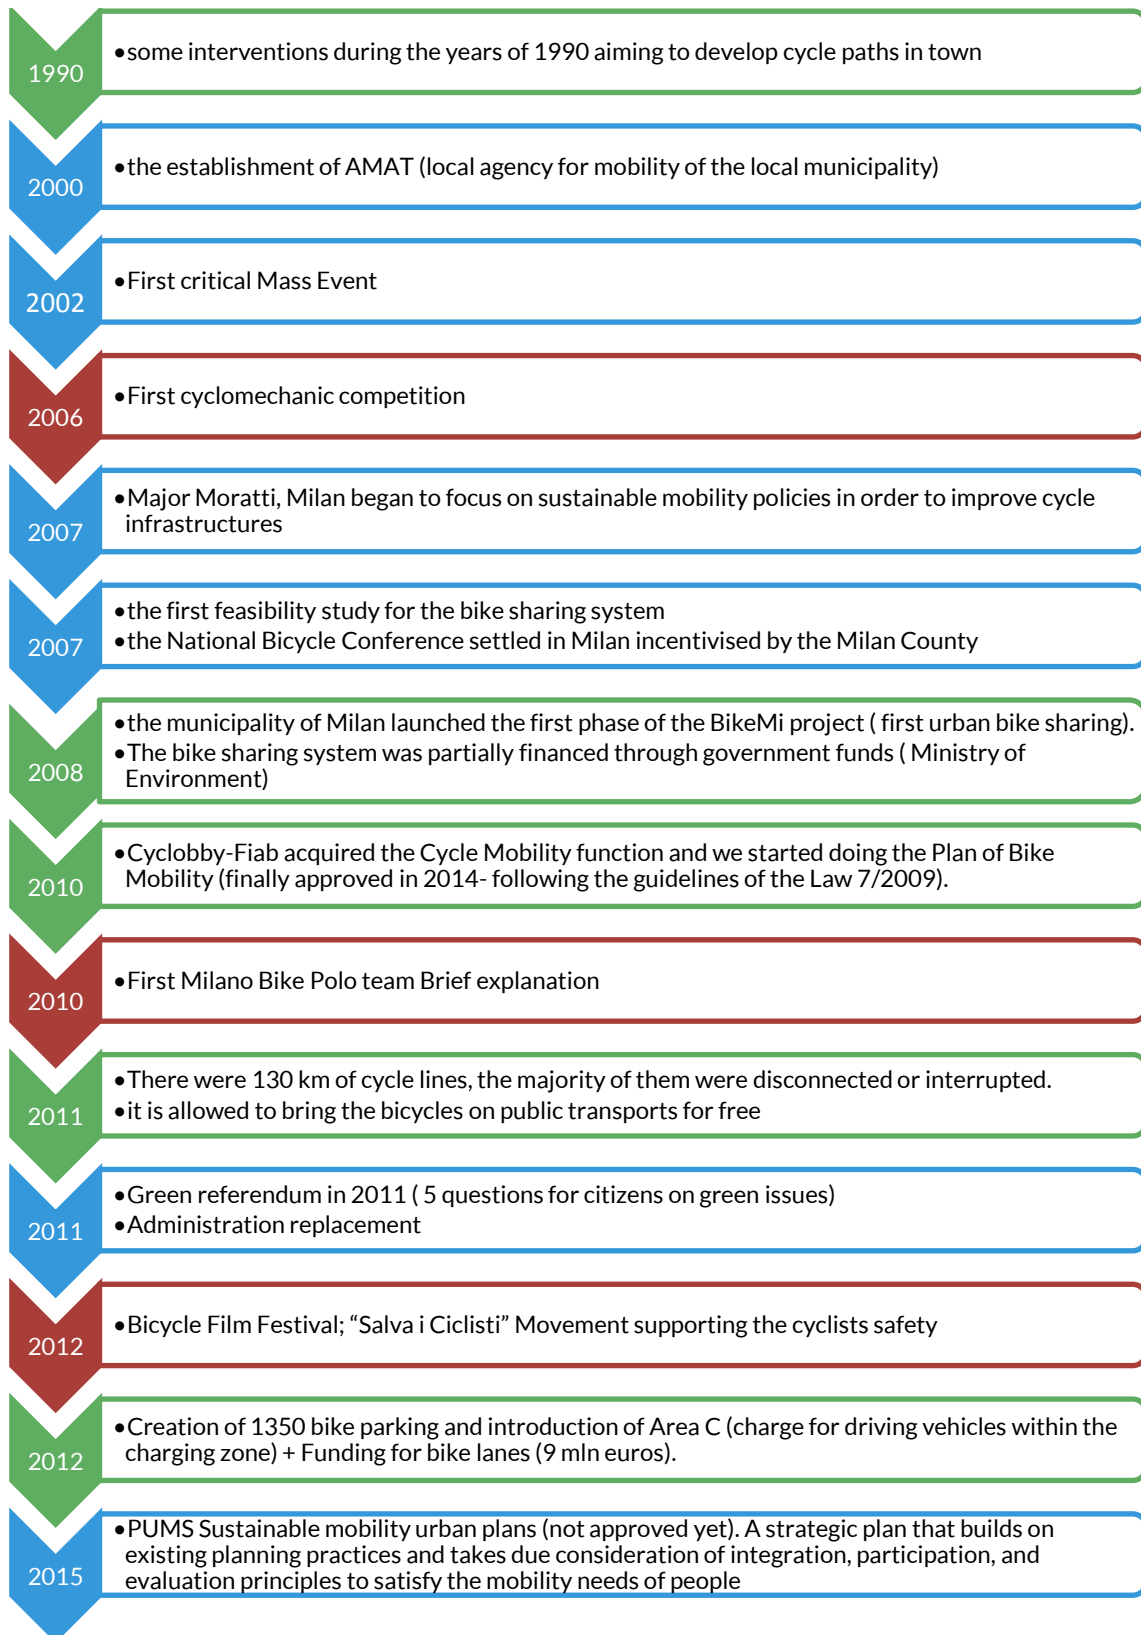 1990
•some interventions during the years of 1990 aiming to develop cycle paths in town
2000
•the establishment of AMAT (local agency for mobility of the local municipality)
2002
•First critical Mass Event
2006
•First cyclomechanic competition
2007
•Major Moratti, Milan began to focus on sustainable mobility policies in order to improve cycle
infrastructures
2007
•the first feasibility study for the bike sharing system
•the National Bicycle Conference settled in Milan incentivised by the Milan County
2008
•the municipality of Milan launched the first phase of the BikeMi project ( first urban bike sharing).
•The bike sharing system was partially financed through government funds ( Ministry of
Environment)
2010
•Cyclobby-Fiab acquired the Cycle Mobility function and we started doing the Plan of Bike
Mobility (finally approved in 2014- following the guidelines of the Law 7/2009).
2010
•First Milano Bike Polo team Brief explanation
2011
•There were 130 km of cycle lines, the majority of them were disconnected or interrupted.
•it is allowed to bring the bicycles on public transports for free
2011
•Green referendum in 2011 ( 5 questions for citizens on green issues)
•Administration replacement
2012
•Bicycle Film Festival; “Salva i Ciclisti” Movement supporting the cyclists safety
2012
•Creation of 1350 bike parking and introduction of Area C (charge for driving vehicles within the
charging zone) + Funding for bike lanes (9 mln euros).
2015
•PUMS Sustainable mobility urban plans (not approved yet). A strategic plan that builds on
existing planning practices and takes due consideration of integration, participation, and
evaluation principles to satisfy the mobility needs of people